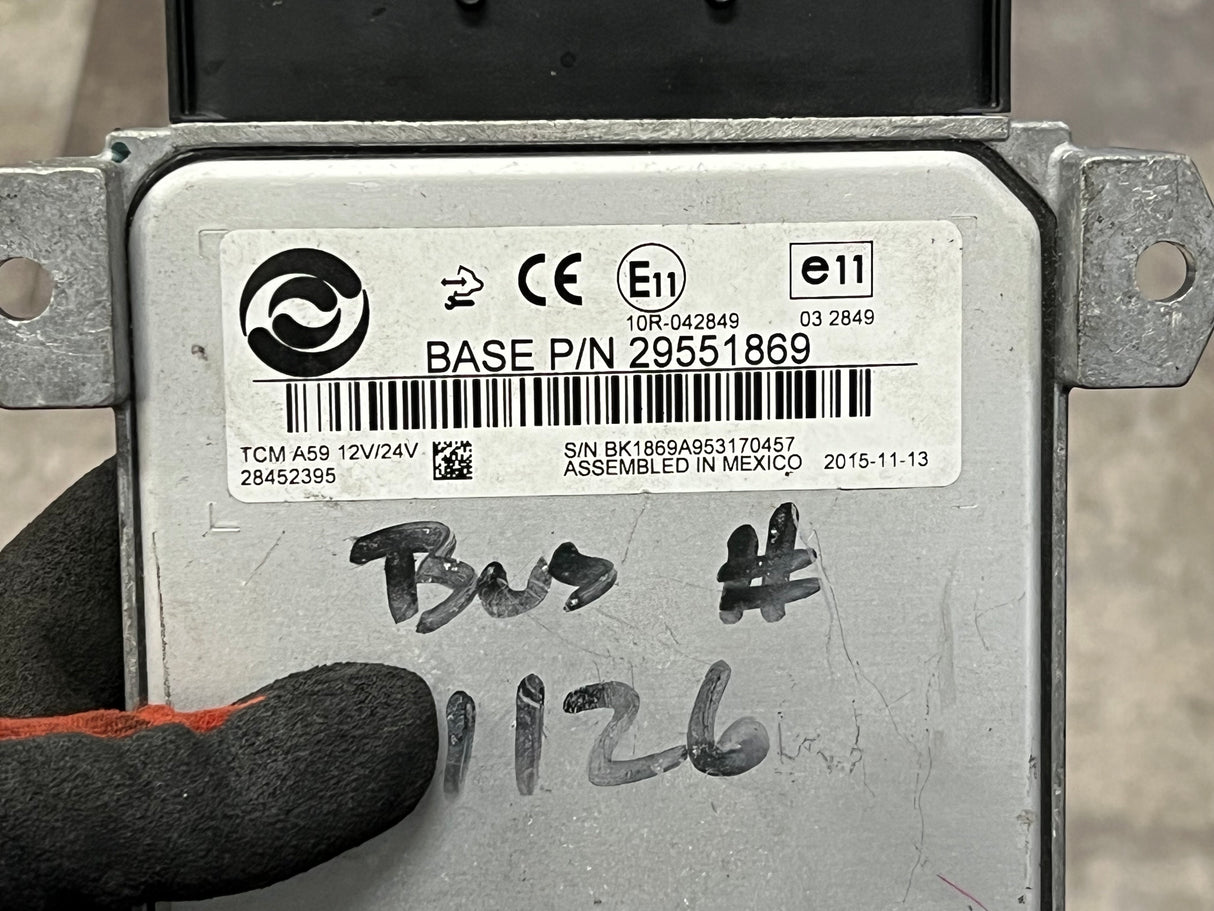 CE E11 e11
10R-042849 03 2849
BASE P/N 29551869
TCM A59 12V/24V S/N BK1869A953170457
28452395 ASSEMBLED IN MEXICO 2015-11-13
Bus #
1126